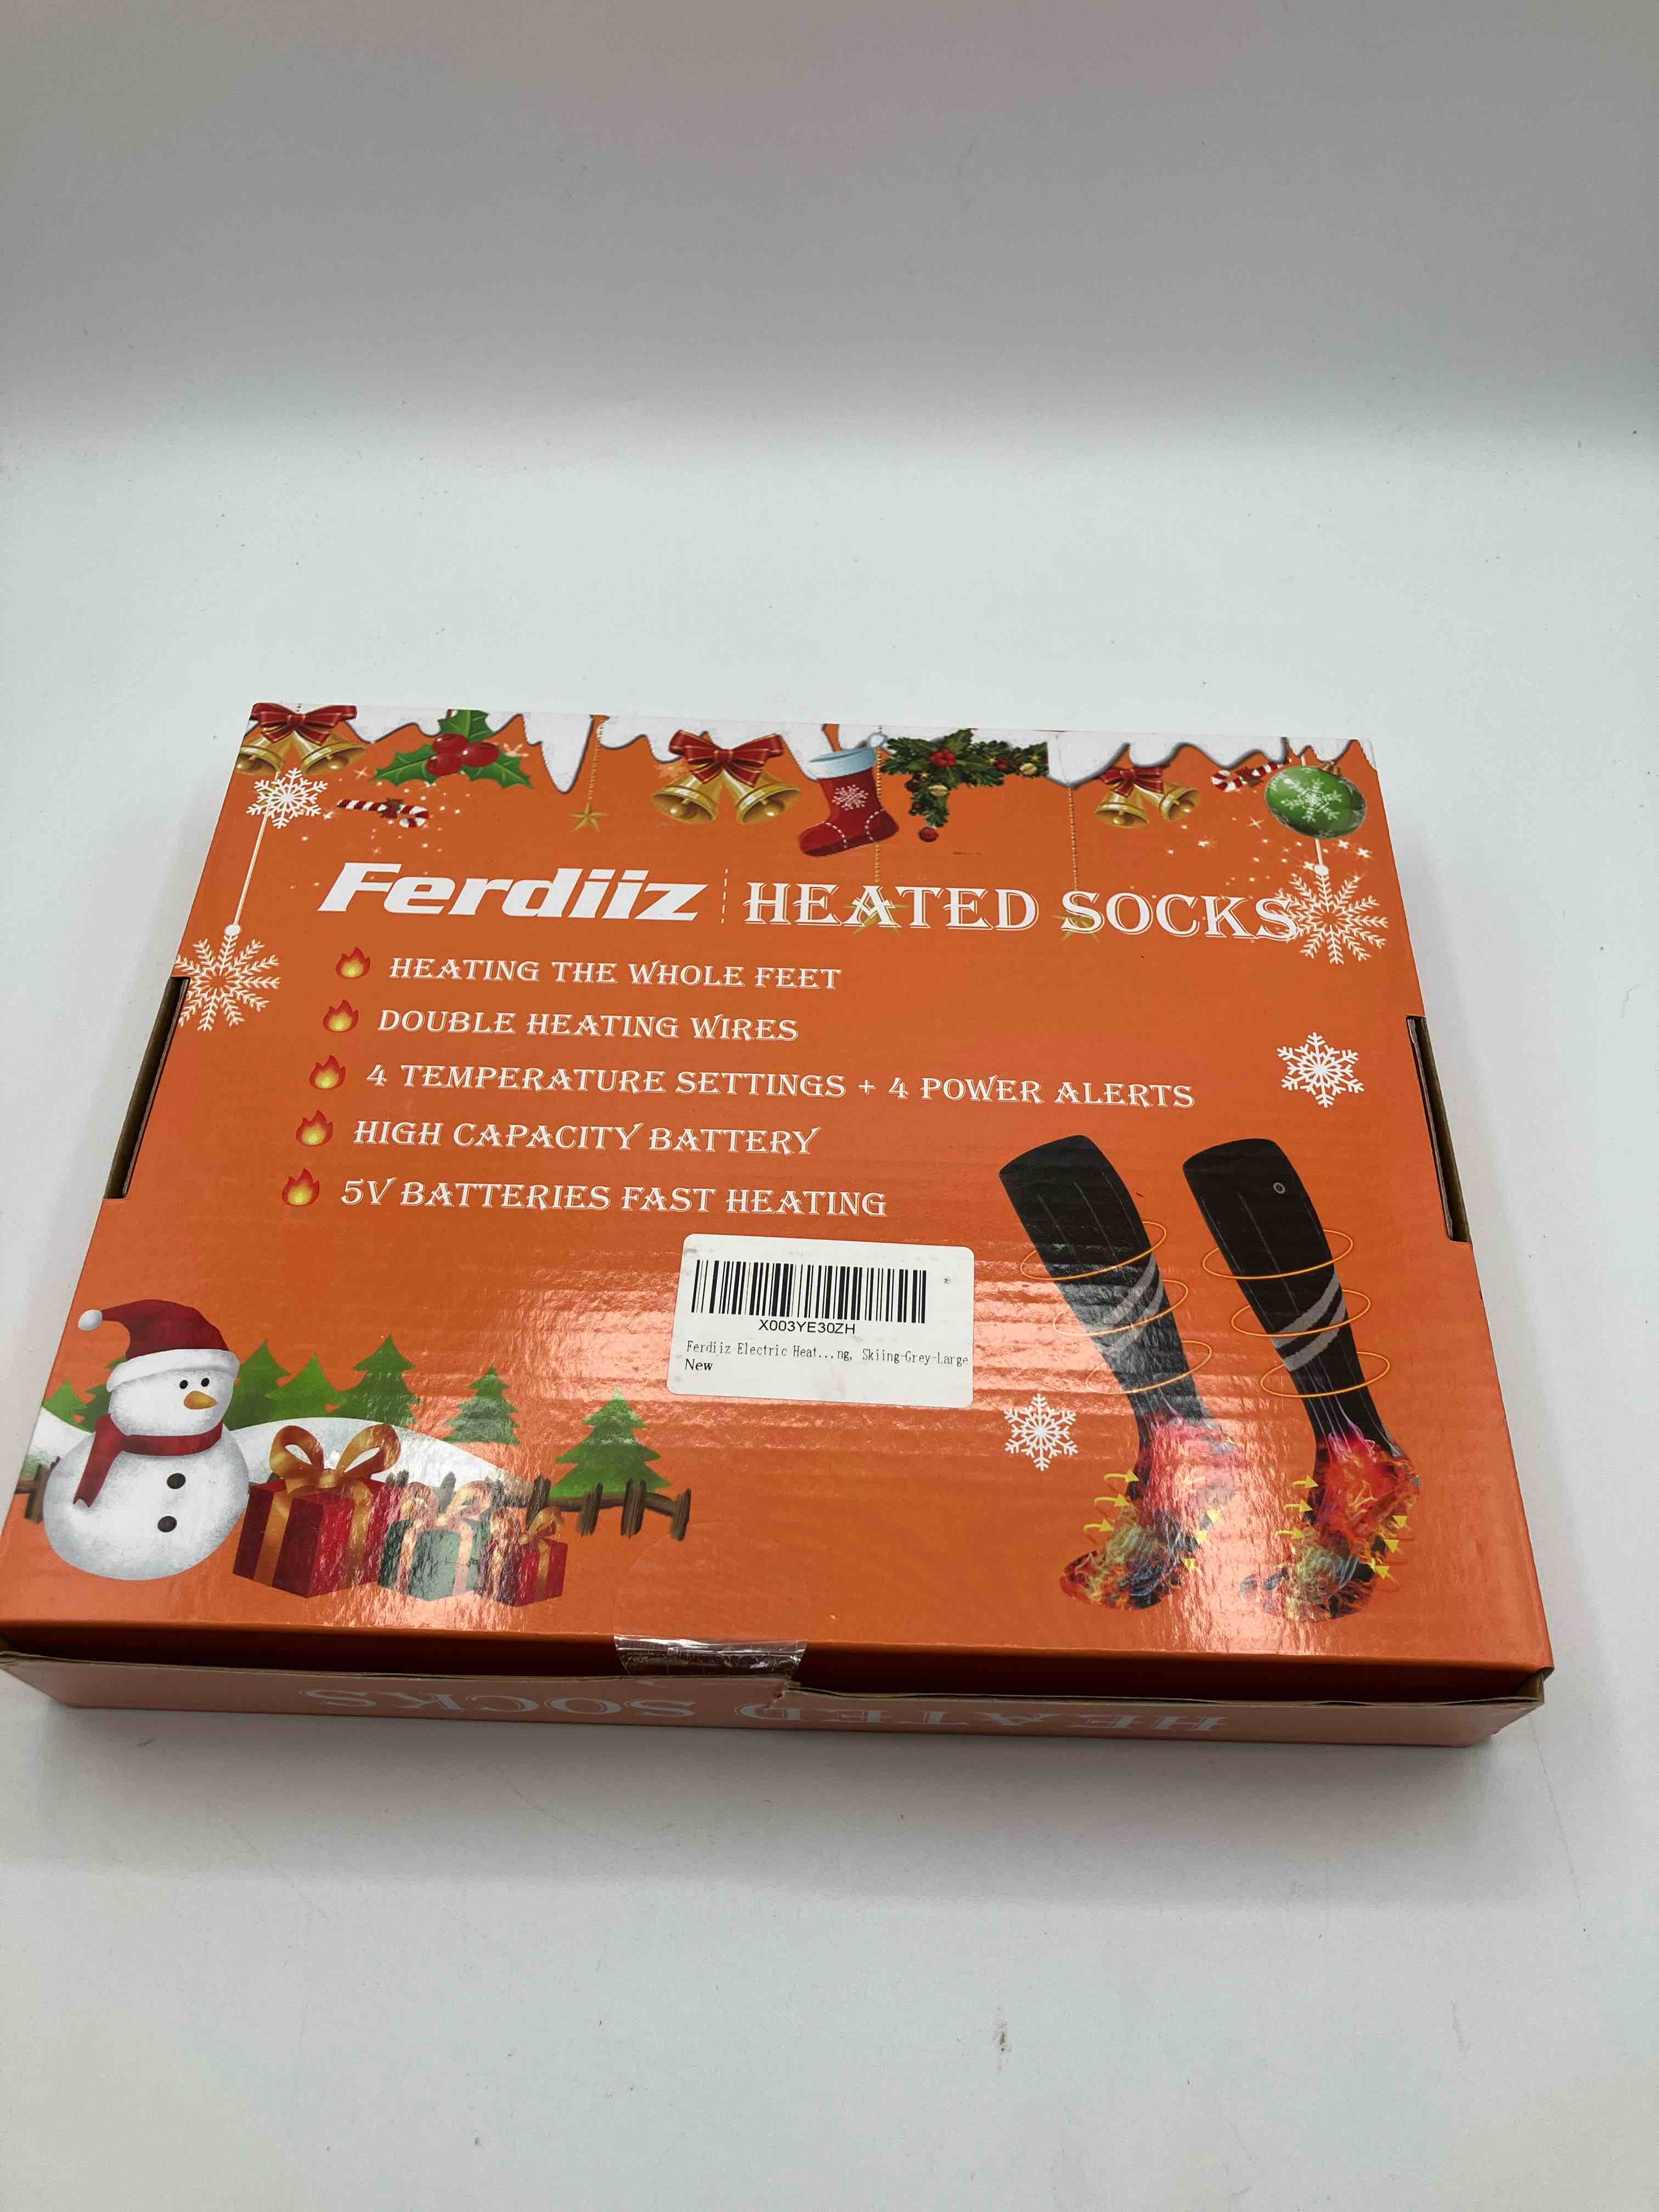 Ferdiiz HEATED SOCKS
HEATING THE WHOLE FEET
DOUBLE HEATING WIRES
4 TEMPERATURE SETTINGS + 4 POWER ALERTS
HIGH CAPACITY BATTERY
5V BATTERIES FAST HEATING
X003YE30ZH
Ferdiiz Electric Heat...ng, Skiing-Grey-Large
New
HEATED SOCKS